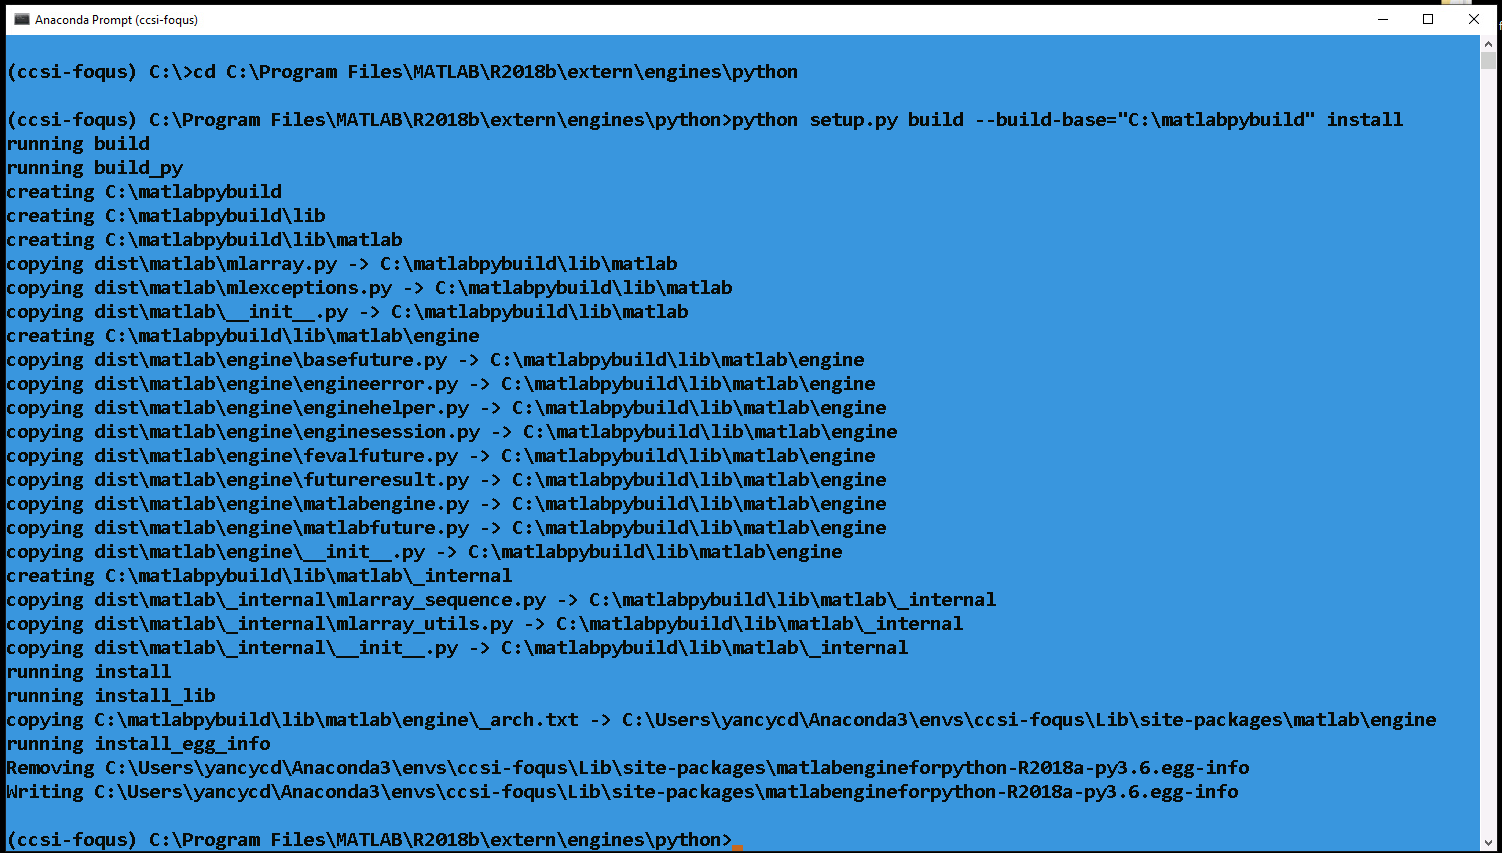 Anaconda Prompt (ccsi-foqus)
(ccsi-foqus) C:\>cd C:\Program Files\MATLAB\R2018b\extern\engines\python
(ccsi-foqus) C:\Program Files\MATLAB\R2018b\extern\engines\python>python setup.py build --build-base="C:\matlabpybuild" install
running build
running build_py
creating C:\matlabpybuild
creating C:\matlabpybuild\lib
creating C:\matlabpybuild\lib\matlab
copying dist\matlab\mlarray.py -> C:\matlabpybuild\lib\matlab
copying dist\matlab\mlexceptions.py -> C:\matlabpybuild\lib\matlab
copying dist\matlab\__init__.py -> C:\matlabpybuild\lib\matlab
creating C:\matlabpybuild\lib\matlab\engine
copying dist\matlab\engine\basefuture.py -> C:\matlabpybuild\lib\matlab\engine
copying dist\matlab\engine\engineerror.py -> C:\matlabpybuild\lib\matlab\engine
copying dist\matlab\engine\enginehelper.py -> C:\matlabpybuild\lib\matlab\engine
copying dist\matlab\engine\enginesession.py -> C:\matlabpybuild\lib\matlab\engine
copying dist\matlab\engine\fevalfuture.py -> C:\matlabpybuild\lib\matlab\engine
copying dist\matlab\engine\futureresult.py -> C:\matlabpybuild\lib\matlab\engine
copying dist\matlab\engine\matlabengine.py -> C:\matlabpybuild\lib\matlab\engine
copying dist\matlab\engine\matlabfuture.py -> C:\matlabpybuild\lib\matlab\engine
copying dist\matlab\engine\__init__.py -> C:\matlabpybuild\lib\matlab\engine
creating C:\matlabpybuild\lib\matlab\_internal
copying dist\matlab\_internal\mlarray_sequence.py -> C:\matlabpybuild\lib\matlab\_internal
copying dist\matlab\_internal\mlarray_utils.py -> C:\matlabpybuild\lib\matlab\_internal
copying dist\matlab\_internal\__init__.py -> C:\matlabpybuild\lib\matlab\_internal
running install
running install_lib
copying C:\matlabpybuild\lib\matlab\engine\_arch.txt -> C:\Users\yancycd\Anaconda3\envs\ccsi-foqus\Lib\site-packages\matlab\engine
running install_egg_info
Removing C:\Users\yancycd\Anaconda3\envs\ccsi-foqus\Lib\site-packages\matlabengineforpython-R2018a-py3.6.egg-info
Writing C:\Users\yancycd\Anaconda3\envs\ccsi-foqus\Lib\site-packages\matlabengineforpython-R2018a-py3.6.egg-info
(ccsi-foqus) C:\Program Files\MATLAB\R2018b\extern\engines\python>